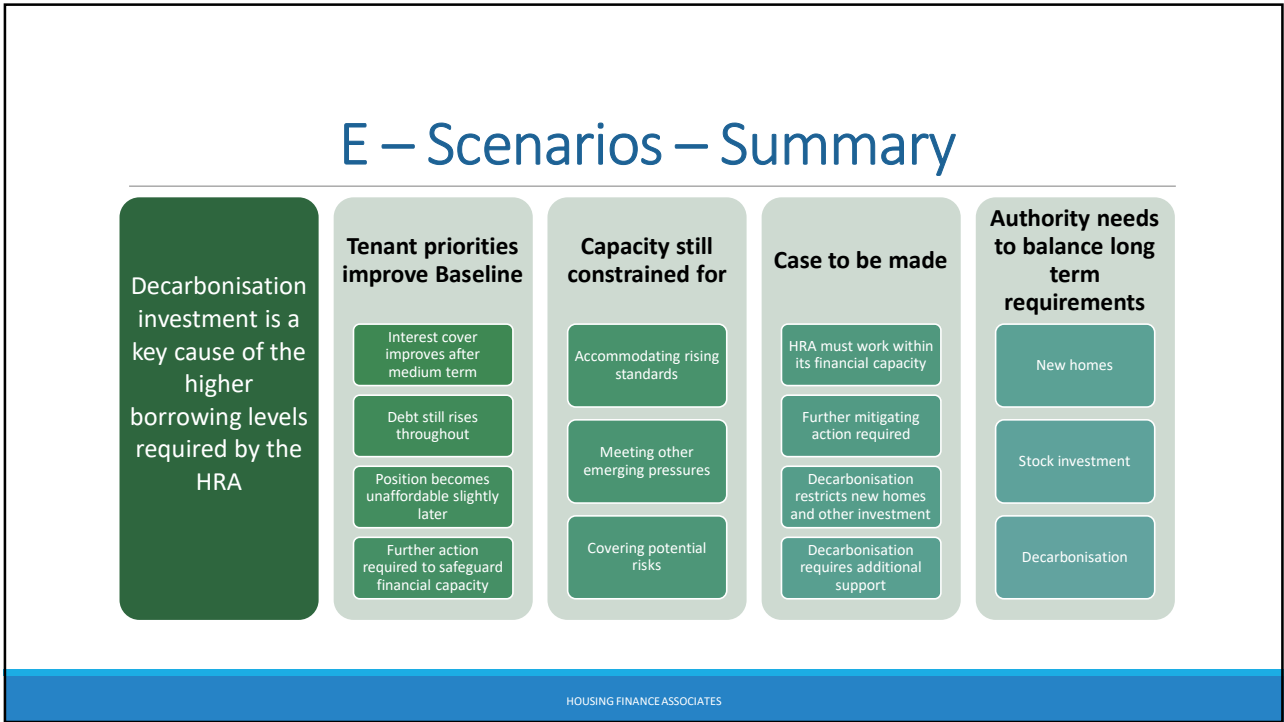 E – Scenarios – Summary
Decarbonisation
investment is a
key cause of the
higher
borrowing levels
required by the
HRA
Tenant priorities
improve Baseline
Interest cover
improves after
medium term
Debt still rises
throughout
Position becomes
unaffordable slightly
later
Further action
required to safeguard
financial capacity
Capacity still
constrained for
Accommodating rising
standards
Meeting other
emerging pressures
Covering potential
risks
Case to be made
HRA must work within
its financial capacity
Further mitigating
action required
Decarbonisation
restricts new homes
and other investment
Decarbonisation
requires additional
support
Authority needs
to balance long
term
requirements
New homes
Stock investment
Decarbonisation
HOUSING FINANCE ASSOCIATES